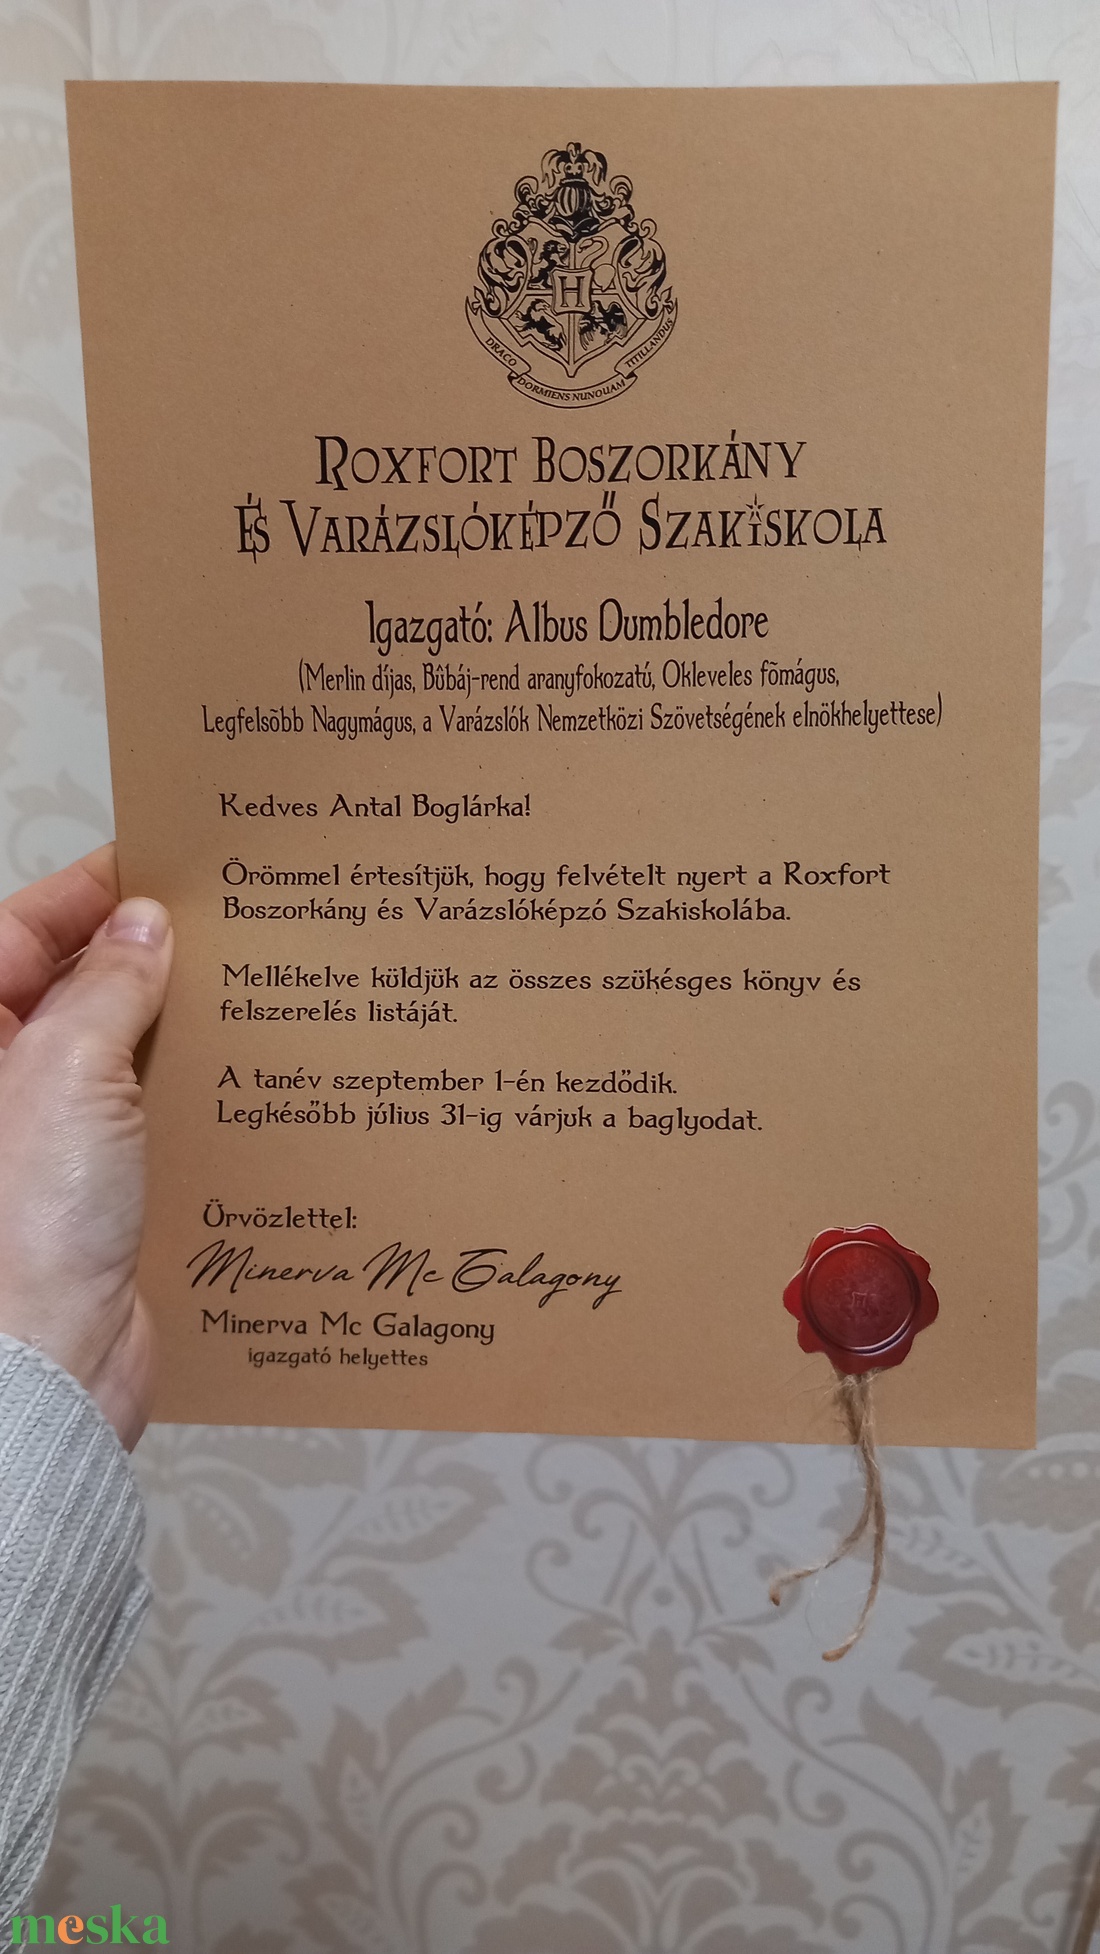 DRACO DORMIENS NUNQUAM TITILLANDUS
H
ROXFORT BOSZORKÁNY
ÉS VARÁZSLÓKÉPZŐ SZAKISKOLA
Igazgató: Albus Dumbledore
(Merlin díjas, Bûbáj-rend aranyfokozatú, Okleveles fõmágus,
Legfelsõbb Nagymágus, a Varázslók Nemzetközi Szövetségének elnökhelyettese)
Kedves Antal Boglárka!
Örömmel értesítjük, hogy felvételt nyert a Roxfort
Boszorkány és Varázslóképzó Szakiskolába.
Mellékelve küldjük az összes szükésges könyv és
felszerelés listáját.
A tanév szeptember 1-én kezdődik.
Legkésőbb július 31-ig várjuk a baglyodat.
Ürvözlettel:
Minerva Mc Galagony
Minerva Mc Galagony
igazgató helyettes
meska